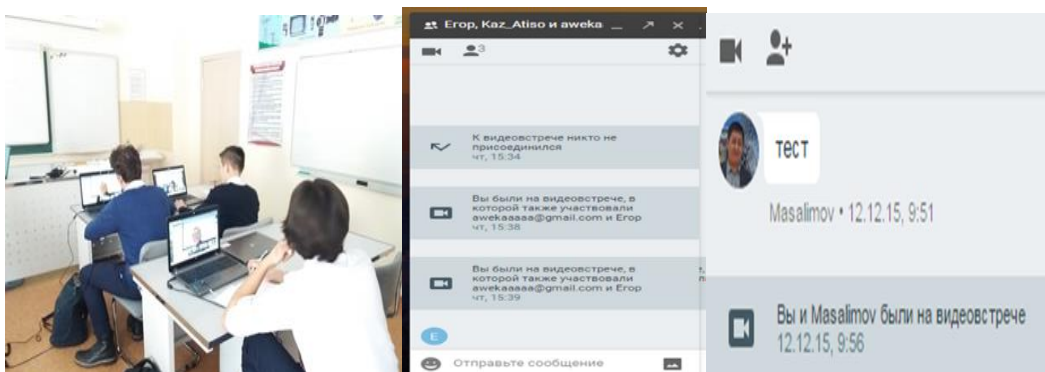 Егор, Kaz_Atiso и aweka
3
К видеовстрече никто не
присоединился
чт, 15:34
Вы были на видеовстрече, в
которой также участвовали
awekaaaaa@gmail.com и Егор
чт, 15:38
Вы были на видеовстрече, в
которой также участвовали
awekaaaaa@gmail.com и Егор
чт, 15:39
Е
Отправьте сообщение
тест
Masalimov • 12.12.15, 9:51
Вы и Masalimov были на видеовстрече
12.12.15, 9:56